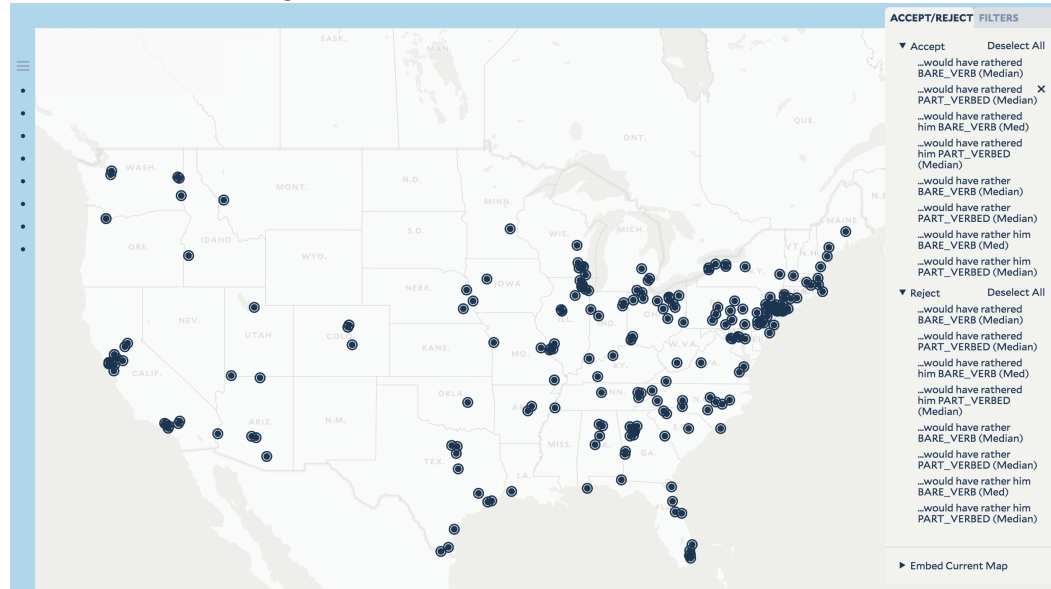 ACCEPT/REJECT FILTERS
▼ Accept Deselect All
...would have rathered
BARE_VERB (Median)
...would have rathered ✕
PART_VERBED (Median)
...would have rathered
him BARE_VERB (Med)
...would have rathered
him PART_VERBED
(Median)
...would have rather
BARE_VERB (Median)
...would have rather
PART_VERBED (Median)
...would have rather him
BARE_VERB (Med)
...would have rather him
PART_VERBED (Median)
▼ Reject Deselect All
...would have rathered
BARE_VERB (Median)
...would have rathered
PART_VERBED (Median)
...would have rathered
him BARE_VERB (Med)
...would have rathered
him PART_VERBED
(Median)
...would have rather
BARE_VERB (Median)
...would have rather
PART_VERBED (Median)
...would have rather him
BARE_VERB (Med)
...would have rather him
PART_VERBED (Median)
▶ Embed Current Map
SASK.
MAN.
QUE.
ONT.
WASH.
MONT.
N.D.
MINN.
MAINE
ORE.
IDAHO
S.D.
WIS.
MICH.
VT.
N.H.
WYO.
IOWA
NEBR.
NEV.
UTAH
ILL.
IND.
KANS.
MO.
W.VA.
CALIF.
KY.
OKLA.
ARIZ.
N.M.
MISS.
GA.
TEX.
LA.